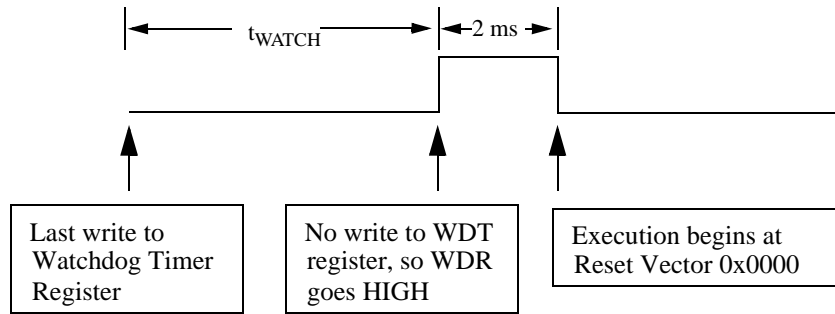 tWATCH
2 ms
Last write to
Watchdog Timer
Register
No write to WDT
register, so WDR
goes HIGH
Execution begins at
Reset Vector 0x0000